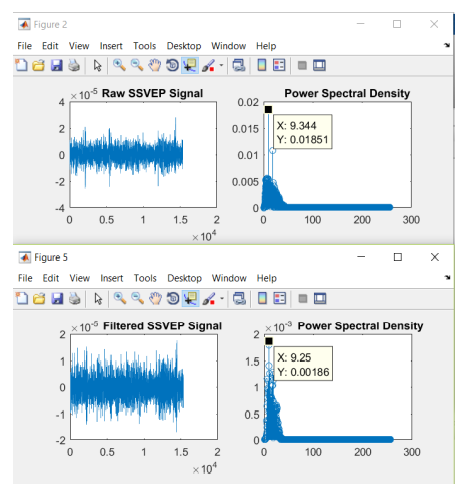 Figure 2
File Edit View Insert Tools Desktop Window Help
×10-5 Raw SSVEP Signal
Power Spectral Density
4
2
0
-2
-4
0 0.5 1 1.5 2
×10^4
0.02
0.015
0.01
0.005
0
0 100 200 300
X: 9.344
Y: 0.01851
Figure 5
File Edit View Insert Tools Desktop Window Help
×10-5 Filtered SSVEP Signal
×10-3 Power Spectral Density
2
1
0
-1
-2
0 0.5 1 1.5 2
×10^4
2
1.5
1
0.5
0
0 100 200 300
X: 9.25
Y: 0.00186